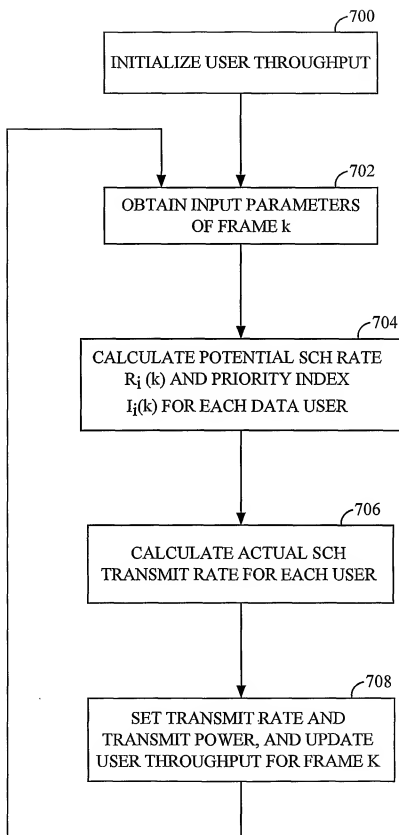 700
INITIALIZE USER THROUGHPUT
702
OBTAIN INPUT PARAMETERS
OF FRAME k
704
CALCULATE POTENTIAL SCH RATE
Ri (k) AND PRIORITY INDEX
Ii(k) FOR EACH DATA USER
706
CALCULATE ACTUAL SCH
TRANSMIT RATE FOR EACH USER
708
SET TRANSMIT RATE AND
TRANSMIT POWER, AND UPDATE
USER THROUGHPUT FOR FRAME K